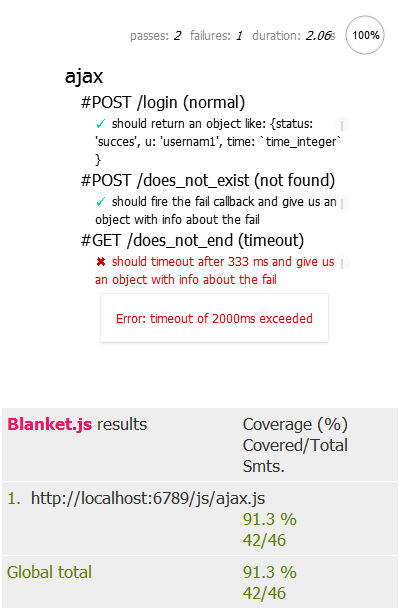 passes: 2 failures: 1 duration: 2.06s 100%
ajax
#POST /login (normal)
✓ should return an object like: {status:
'succes', u: 'usernam1', time: `time_integer`
}
#POST /does_not_exist (not found)
✓ should fire the fail callback and give us an
object with info about the fail
#GET /does_not_end (timeout)
✖ should timeout after 333 ms and give us
an object with info about the fail
Error: timeout of 2000ms exceeded
Blanket.js results Coverage (%)
Covered/Total
Smts.
1. http://localhost:6789/js/ajax.js
91.3 %
42/46
Global total 91.3 %
42/46